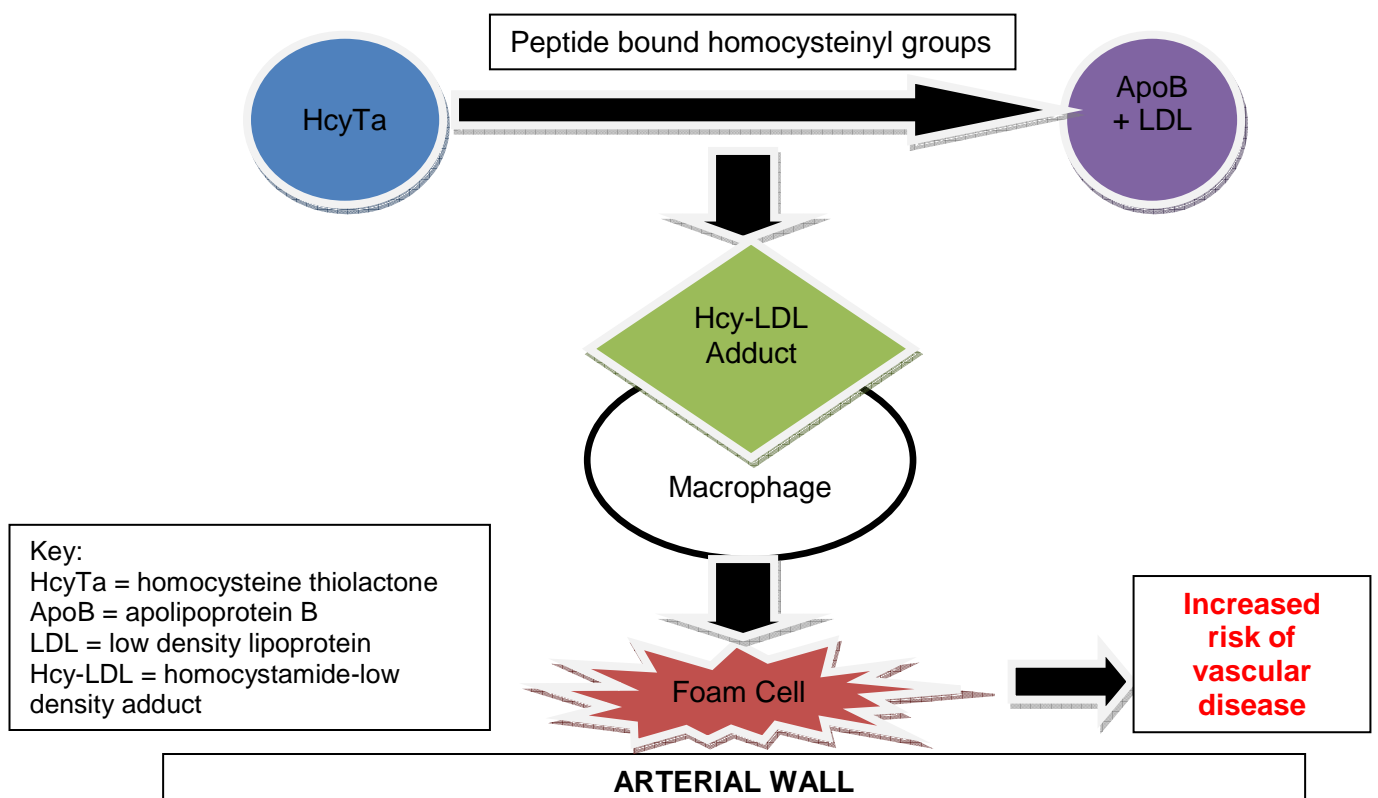 Peptide bound homocysteinyl groups
HcyTa
ApoB
+ LDL
Hcy-LDL
Adduct
Macrophage
Key:
HcyTa = homocysteine thiolactone
ApoB = apolipoprotein B
LDL = low density lipoprotein
Hcy-LDL = homocystamide-low
density adduct
Foam Cell
Increased
risk of
vascular
disease
ARTERIAL WALL